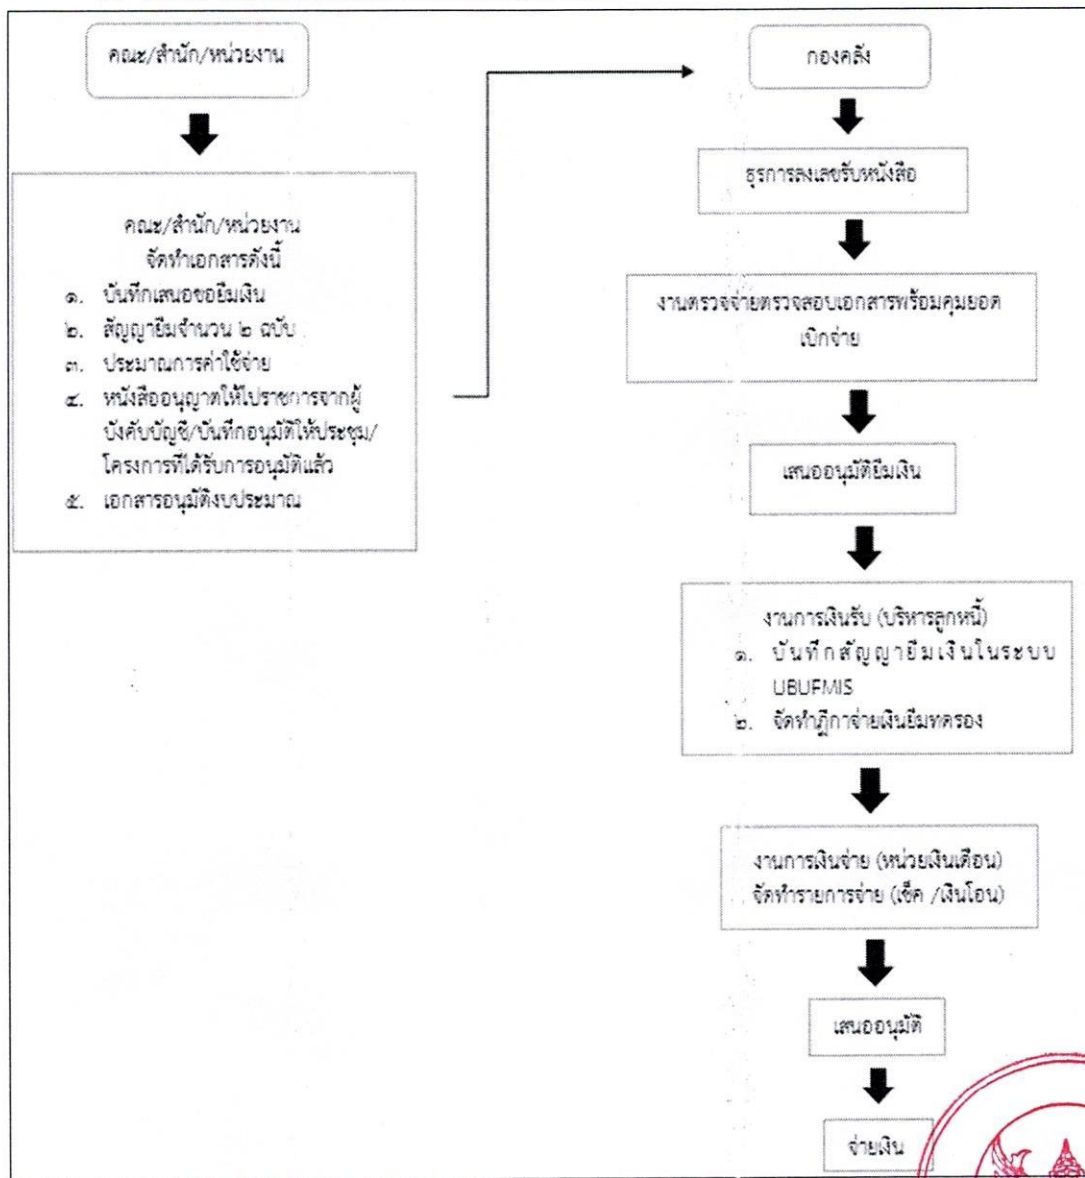 คณะ/สำนัก/หน่วยงาน
คณะ/สำนัก/หน่วยงาน
จัดทำเอกสารดังนี้
๑. บันทึกเสนอขอยืมเงิน
๒. สัญญายืมจำนวน ๒ ฉบับ
๓. ประมาณการค่าใช้จ่าย
๔. หนังสืออนุญาตให้ไปราชการจากผู้
บังคับบัญชี/บันทึกอนุมัติให้ประชุม/
โครงการที่ได้รับการอนุมัติแล้ว
๕. เอกสารอนุมัติงบประมาณ
กองคลัง
ธุรการลงเลขรับหนังสือ
งานตรวจจ่ายตรวจสอบเอกสารพร้อมคุมยอด
เบิกจ่าย
เสนออนุมัติยืมเงิน
งานการเงินรับ (บริหารลูกหนี้)
๑. บันทึกสัญญายืมเงินในระบบ
UBUFMIS
๒. จัดทำฎีกาจ่ายเงินยืมทดรอง
งานการเงินจ่าย (หน่วยเงินเดือน)
จัดทำรายการจ่าย (เช็ค /เงินโอน)
เสนออนุมัติ
จ่ายเงิน